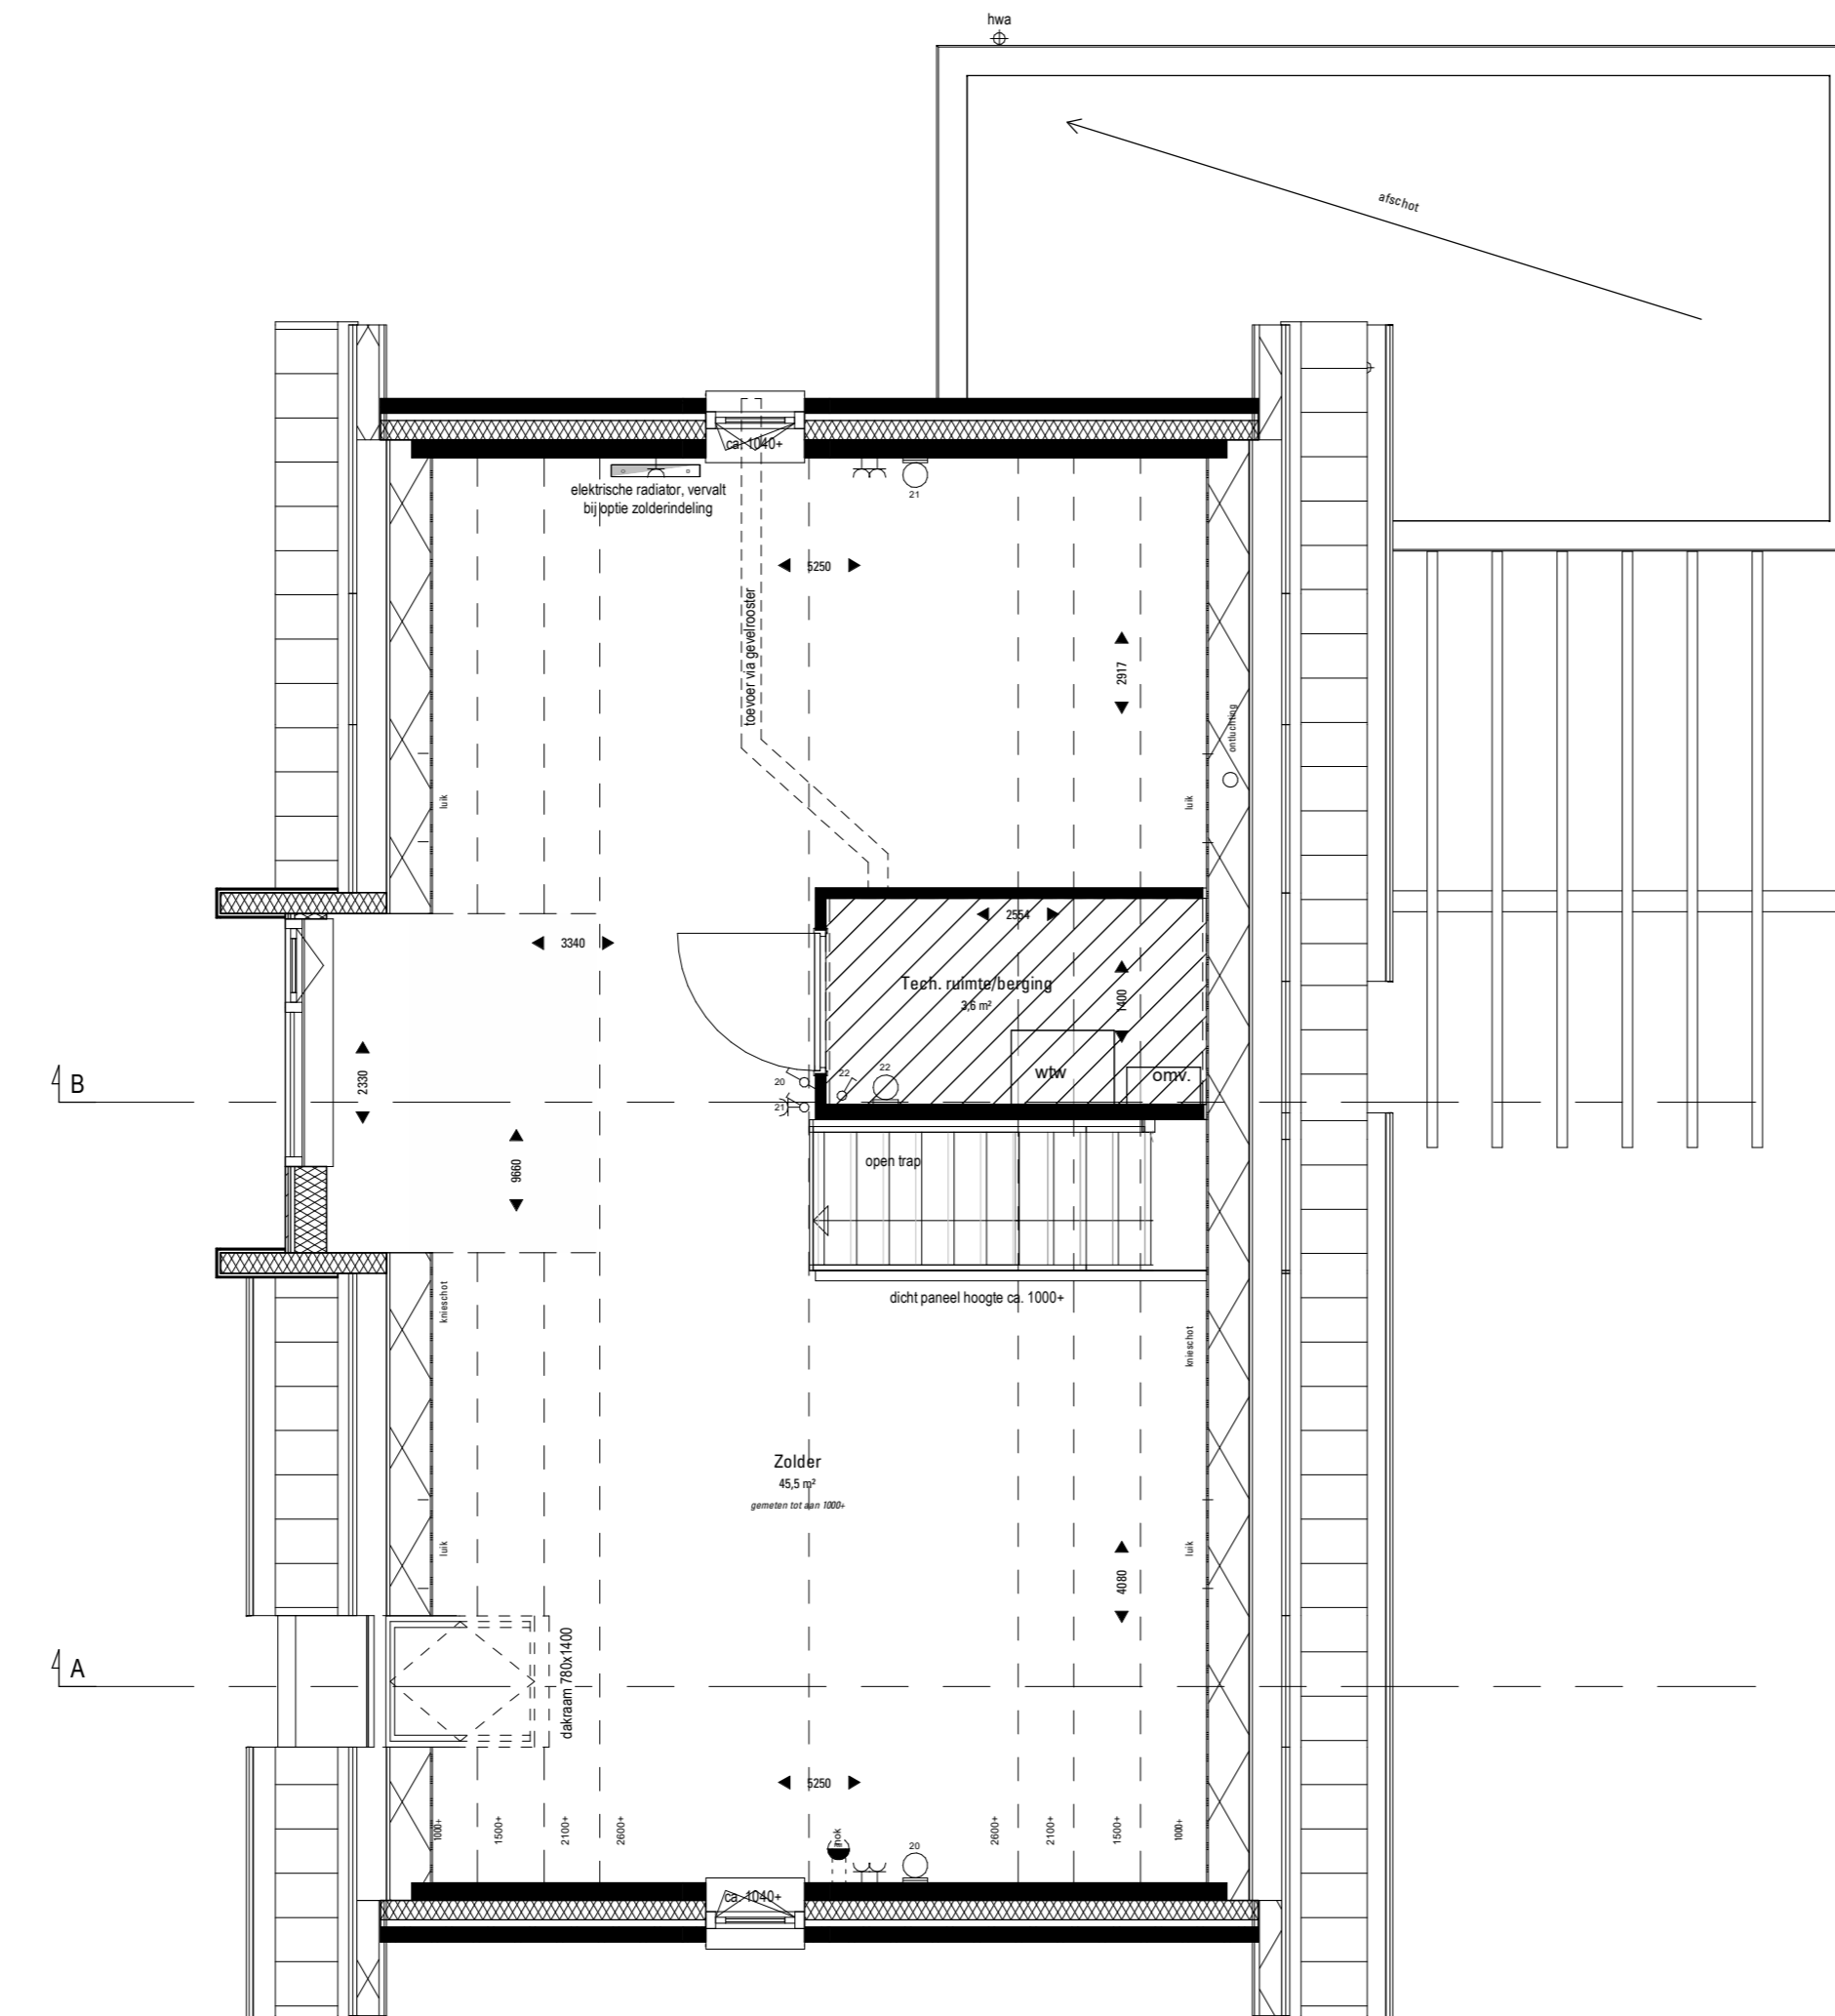 hwa
afschot
ca. 1040+
elektrische radiator, vervalt
bij optie zolderindeling
21
5250
toevoer via gevelrooster
2917
ontluchting
luik
luik
2554
3340
Tech. ruimte/berging
3,6 m²
1400
wtw
omv.
22
22
20
21
B
2330
9660
open trap
dicht paneel hoogte ca. 1000+
knieschot
knieschot
Zolder
45,5 m²
gemeten tot aan 1000+
luik
luik
4080
A
dakraam 780x1400
5250
1000+
1500+
2100+
2600+
nok
20
2600+
2100+
1500+
1000+
ca. 1040+